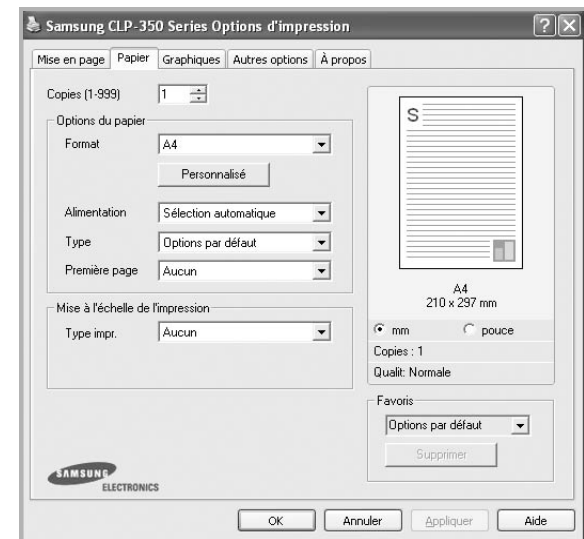 Samsung CLP-350 Series Options d'impression
Mise en page Papier Graphiques Autres options À propos
Copies (1-999) 1
Options du papier
Format A4
Personnalisé
Alimentation Sélection automatique
Type Options par défaut
Première page Aucun
Mise à l'échelle de l'impression
Type impr. Aucun
S
A4
210 x 297 mm
mm pouce
Copies : 1
Qualit: Normale
Favoris
Options par défaut
Supprimer
SAMSUNG
ELECTRONICS
OK Annuler Appliquer Aide